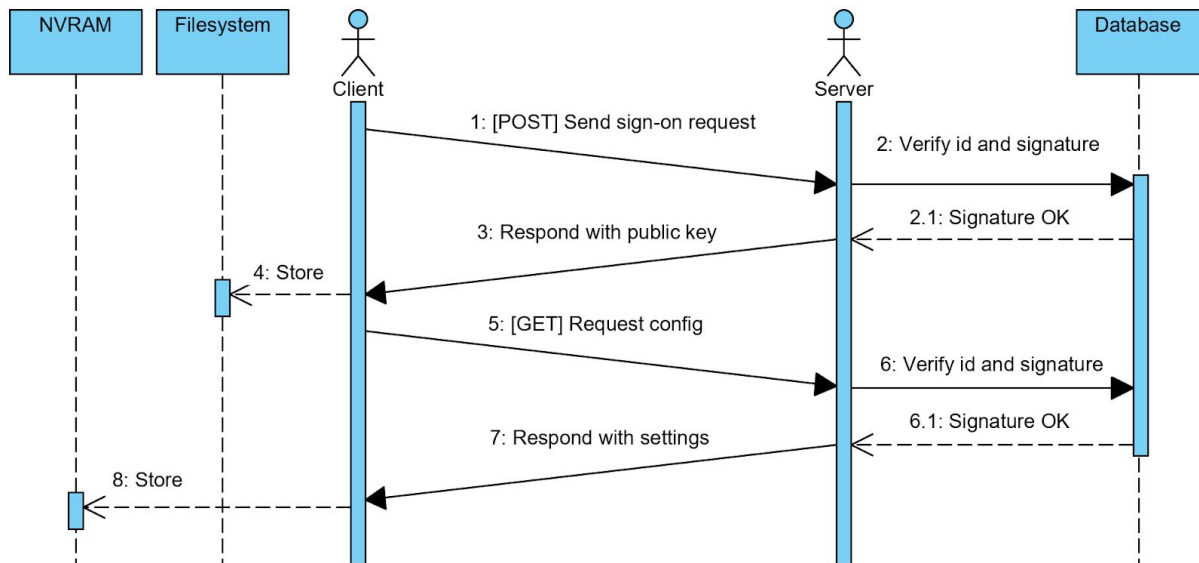 NVRAM
Filesystem
Client
Server
Database
1: [POST] Send sign-on request
2: Verify id and signature
2.1: Signature OK
3: Respond with public key
4: Store
5: [GET] Request config
6: Verify id and signature
6.1: Signature OK
7: Respond with settings
8: Store